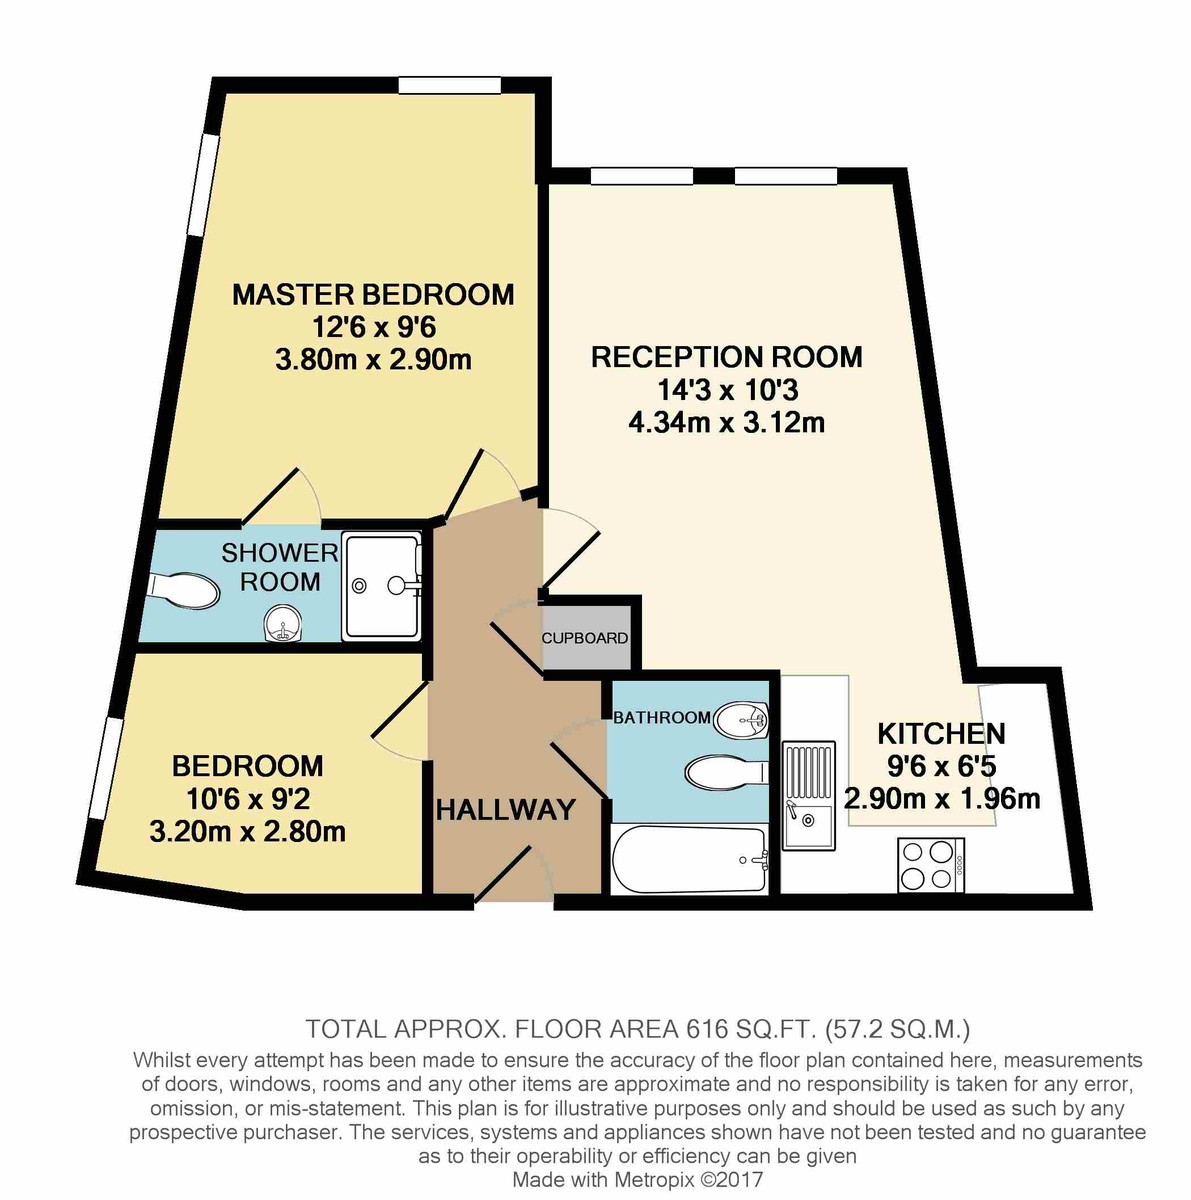 MASTER BEDROOM
12'6 x 9'6
3.80m x 2.90m
RECEPTION ROOM
14'3 x 10'3
4.34m x 3.12m
SHOWER
ROOM
CUPBOARD
BATHROOM
KITCHEN
9'6 x 6'5
2.90m x 1.96m
BEDROOM
10'6 x 9'2
3.20m x 2.80m
HALLWAY
TOTAL APPROX. FLOOR AREA 616 SQ.FT. (57.2 SQ.M.)
Whilst every attempt has been made to ensure the accuracy of the floor plan contained here, measurements
of doors, windows, rooms and any other items are approximate and no responsibility is taken for any error,
omission, or mis-statement. This plan is for illustrative purposes only and should be used as such by any
prospective purchaser. The services, systems and appliances shown have not been tested and no guarantee
as to their operability or efficiency can be given
Made with Metropix ©2017